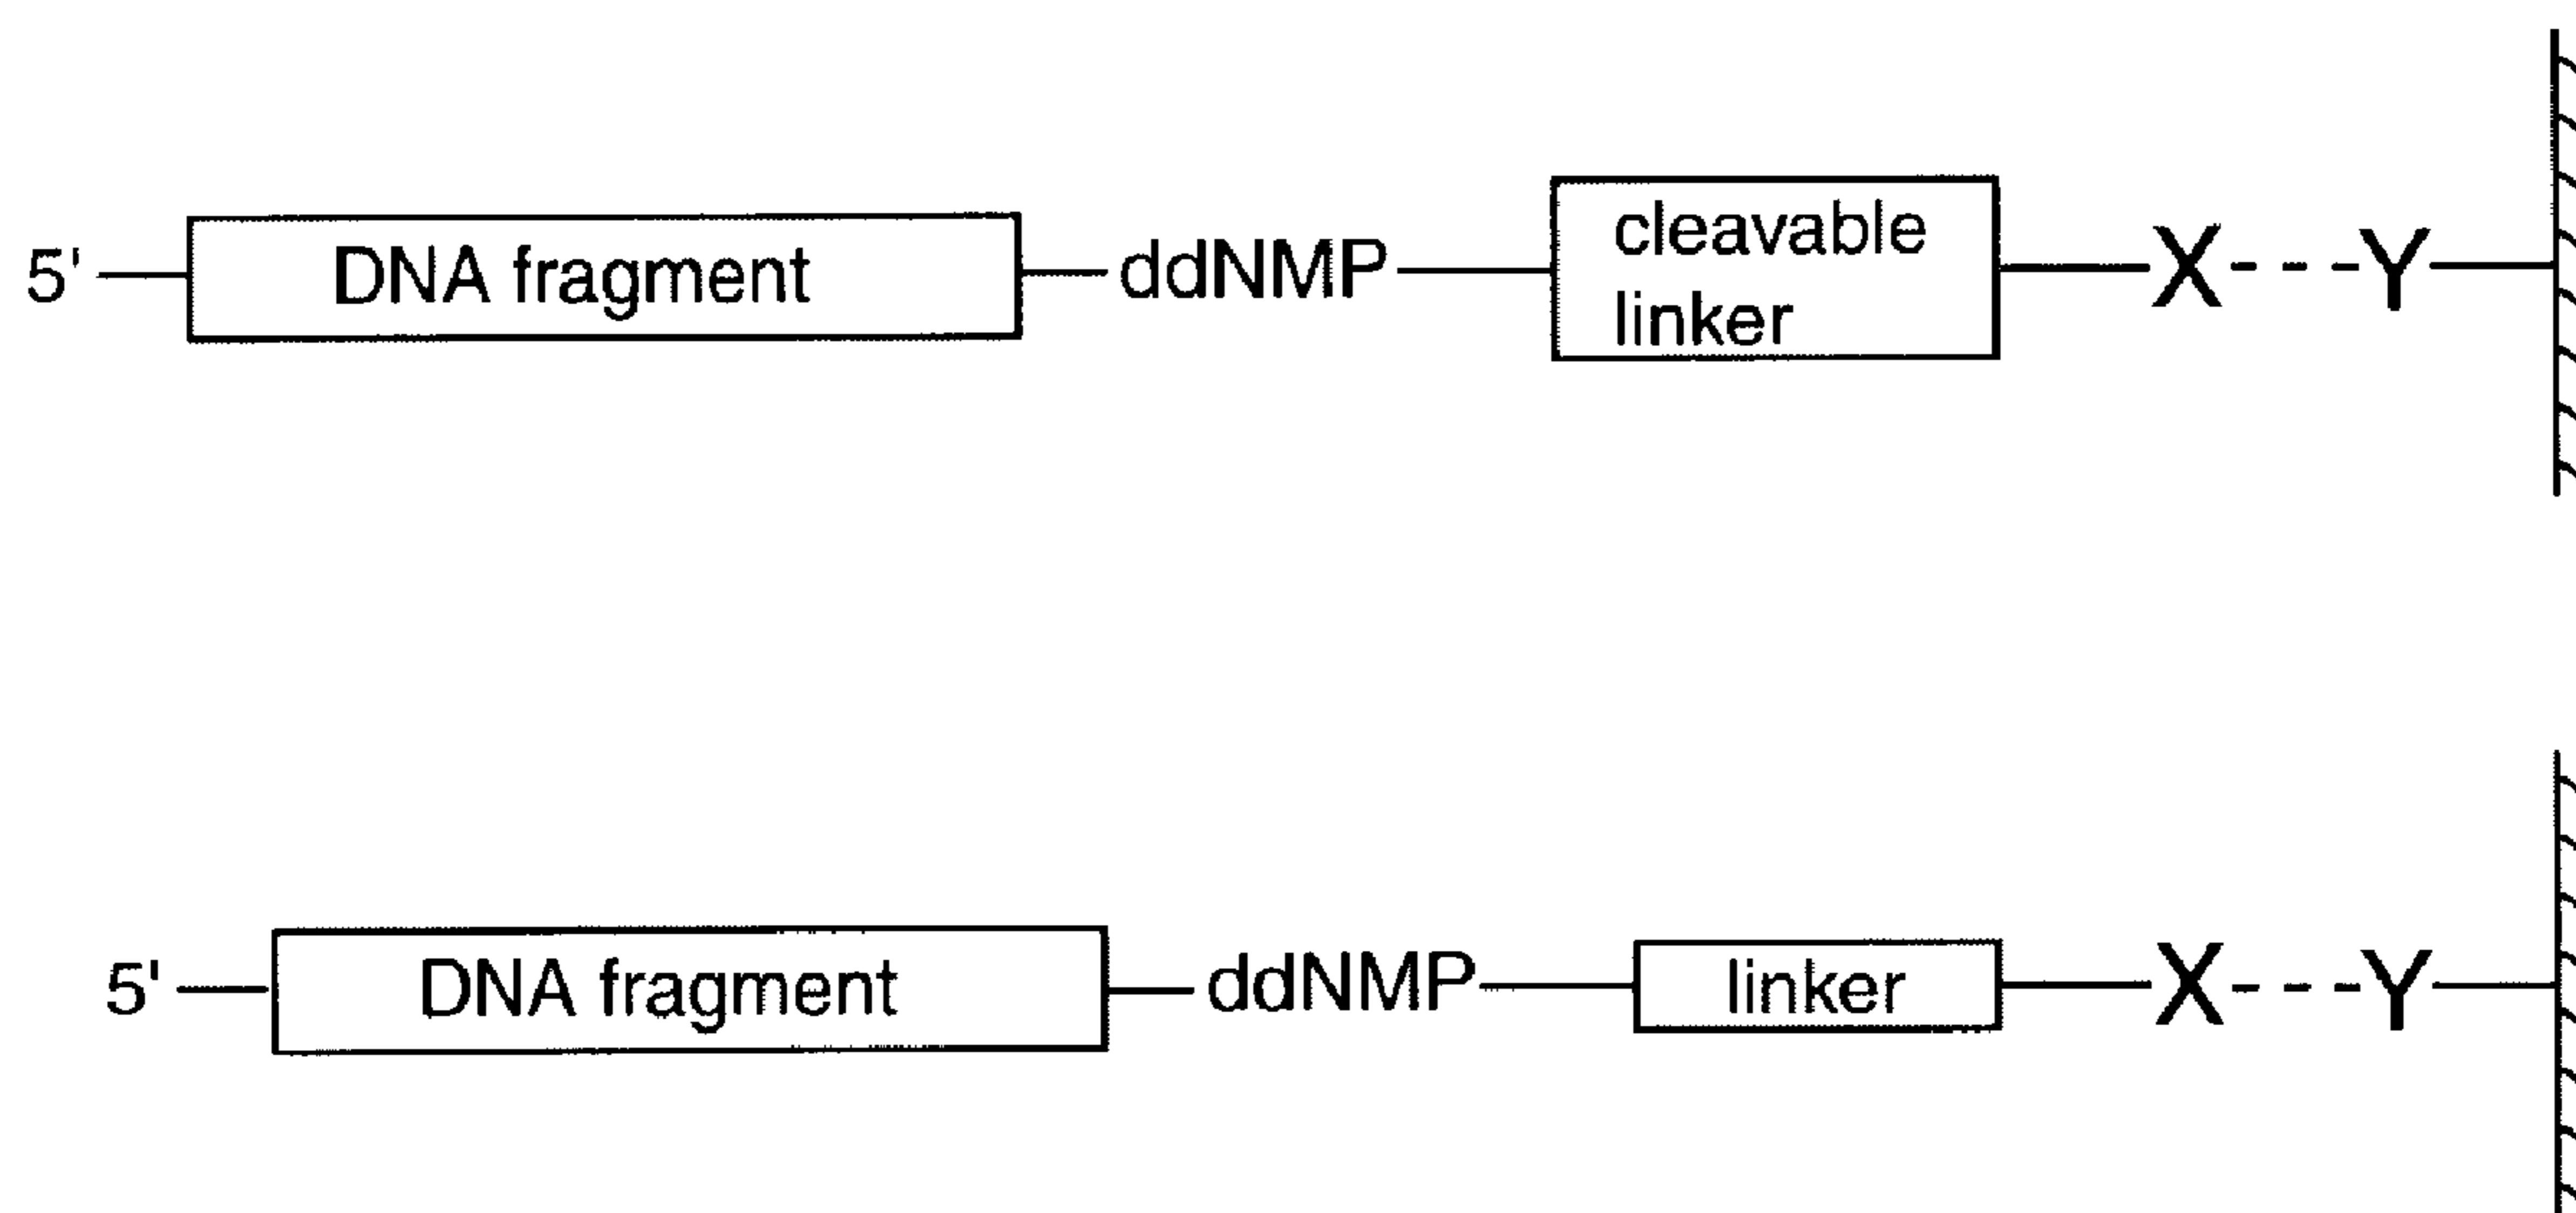 5' DNA fragment ddNMP cleavable linker X - - - Y
5' DNA fragment ddNMP linker X - - - Y